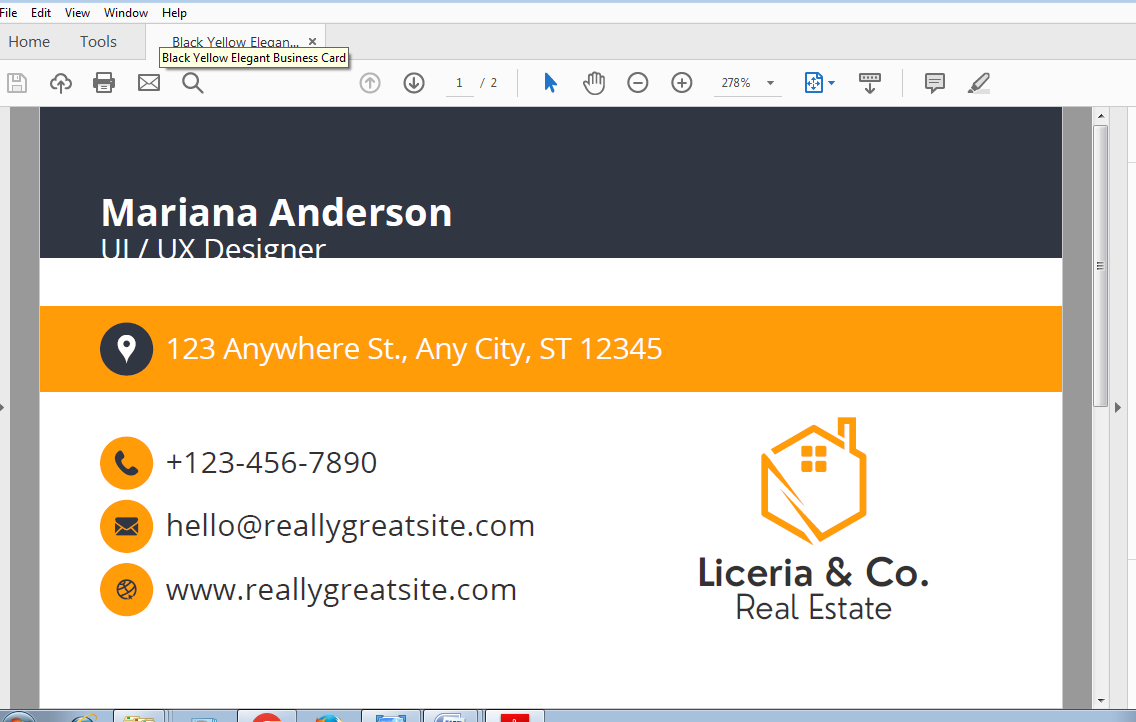 File Edit View Window Help
Home Tools Black Yellow Elegan... ×
Black Yellow Elegant Business Card
1 / 2 278%
Mariana Anderson
UI / UX Designer
123 Anywhere St., Any City, ST 12345
+123-456-7890
hello@reallygreatsite.com
www.reallygreatsite.com
Liceria & Co.
Real Estate